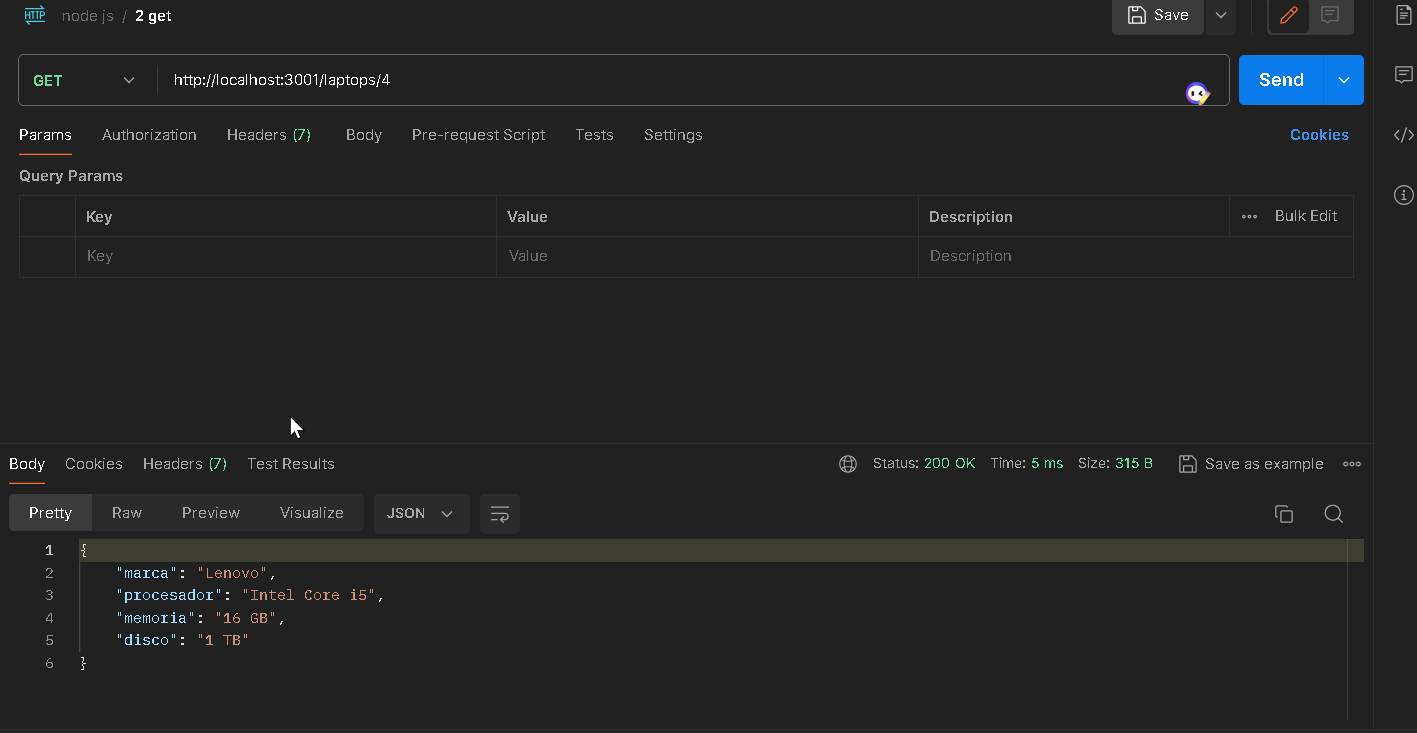 HTTP node js / 2 get Save
GET http://localhost:3001/laptops/4 Send
Params Authorization Headers (7) Body Pre-request Script Tests Settings Cookies
Query Params
Key Value Description Bulk Edit
Key Value Description
Body Cookies Headers (7) Test Results Status: 200 OK Time: 5 ms Size: 315 B Save as example
Pretty Raw Preview Visualize JSON
1 {
2 "marca": "Lenovo",
3 "procesador": "Intel Core i5",
4 "memoria": "16 GB",
5 "disco": "1 TB"
6 }